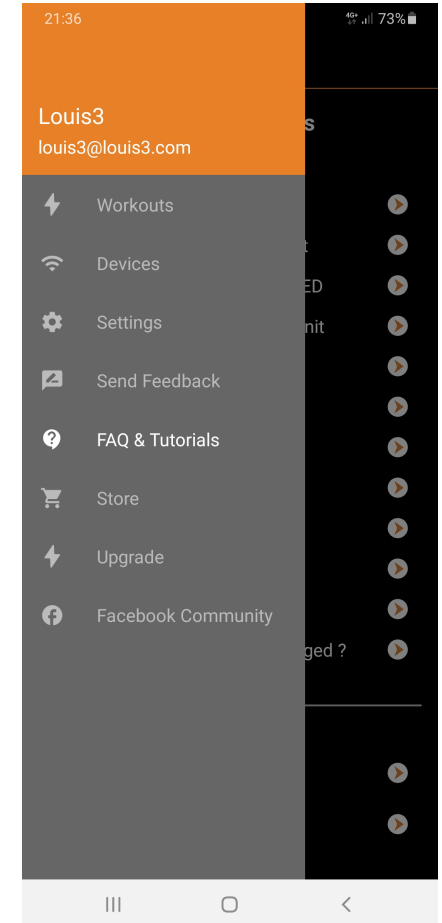 21:36
4G+ 73%
Louis3
s
louis3@louis3.com
Workouts
t
Devices
ED
Settings
nit
Send Feedback
FAQ & Tutorials
Store
Upgrade
Facebook Community
ged ?